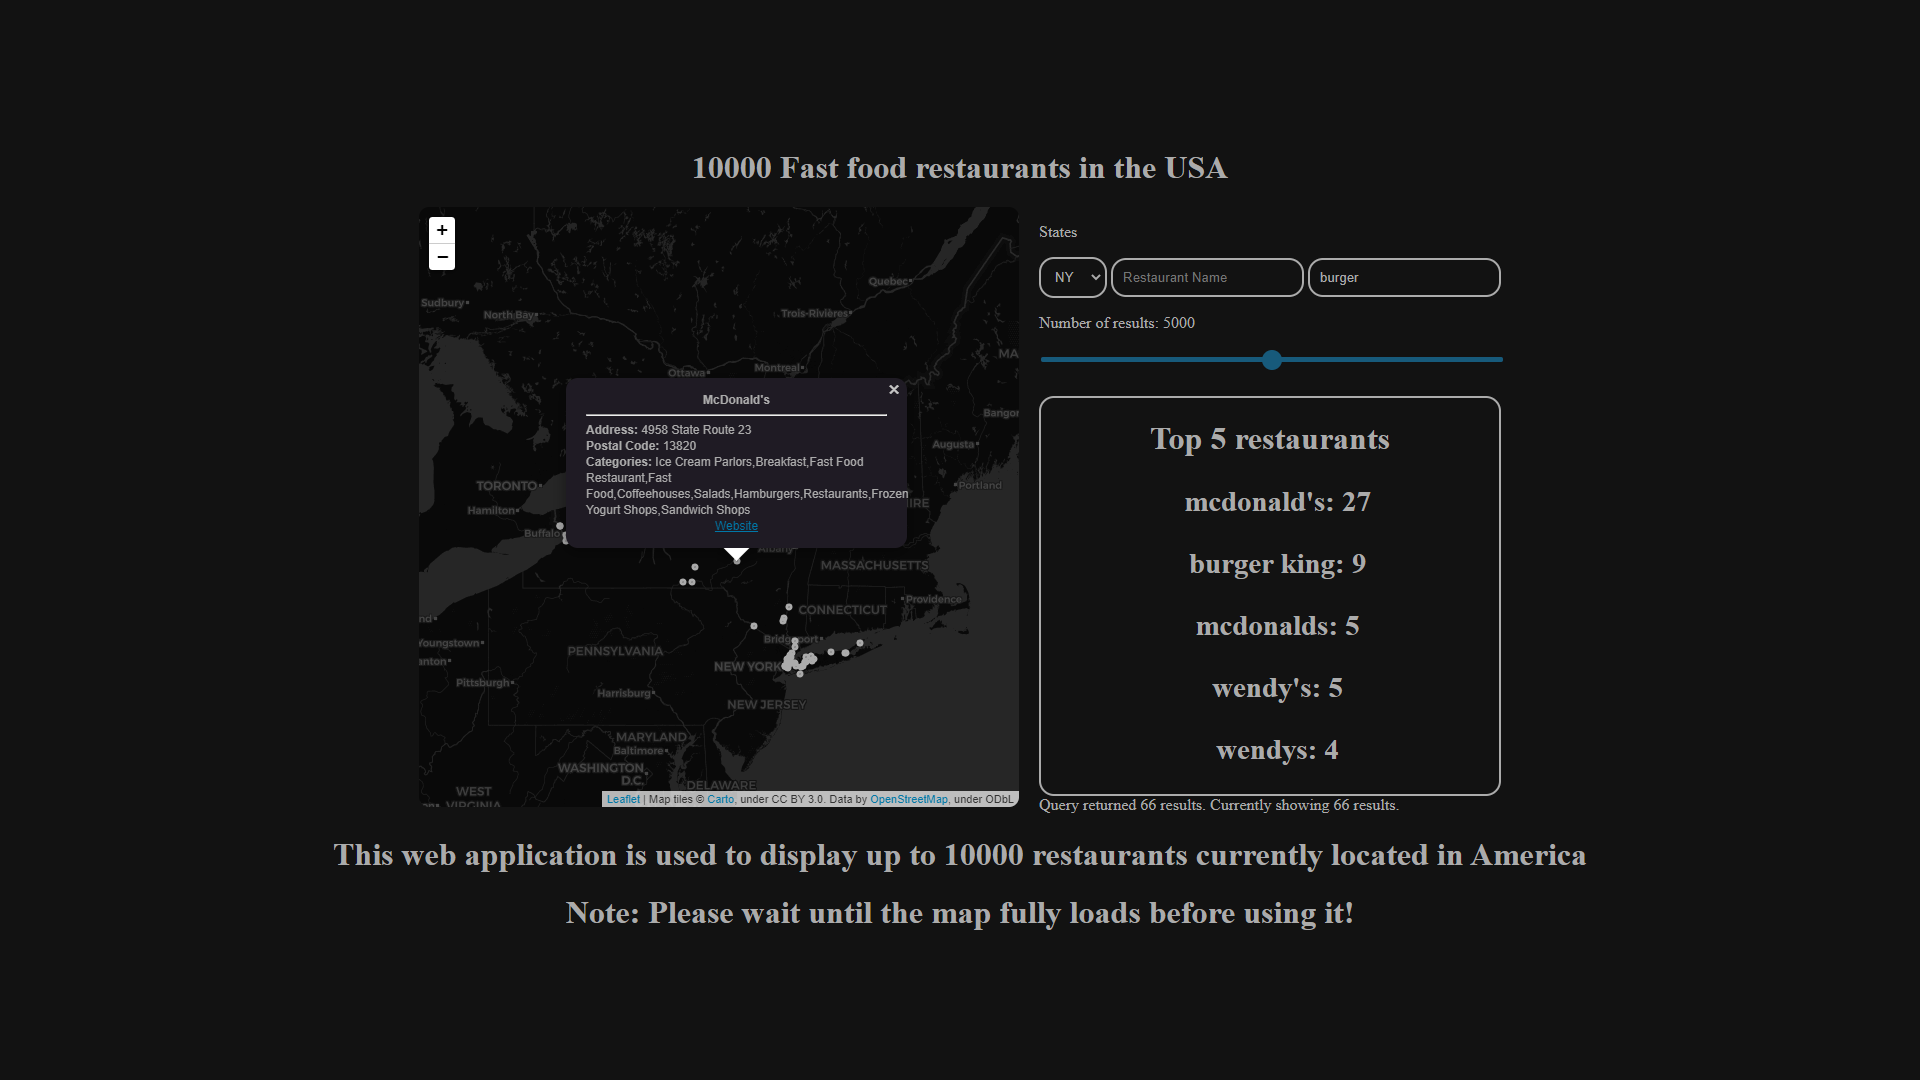 10000 Fast food restaurants in the USA
+
−
Sudbury
North Bay
Quebec
Trois-Rivières
Ottawa
Montreal
MA
Bangor
Augusta
Portland
TORONTO
Hamilton
Buffalo
IRE
Albany
MASSACHUSETTS
Providence
CONNECTICUT
Bridgeport
nd
Youngstown
anton
PENNSYLVANIA
NEW YORK
Pittsburgh
Harrisburg
NEW JERSEY
MARYLAND
Baltimore
WASHINGTON
D.C.
DELAWARE
WEST
VIRGINIA
×
McDonald's
Address: 4958 State Route 23
Postal Code: 13820
Categories: Ice Cream Parlors,Breakfast,Fast Food
Restaurant,Fast
Food,Coffeehouses,Salads,Hamburgers,Restaurants,Frozen
Yogurt Shops,Sandwich Shops
Website
Leaflet | Map tiles © Carto, under CC BY 3.0. Data by OpenStreetMap, under ODbL
States
NY Restaurant Name burger
Number of results: 5000
Top 5 restaurants
mcdonald's: 27
burger king: 9
mcdonalds: 5
wendy's: 5
wendys: 4
Query returned 66 results. Currently showing 66 results.
This web application is used to display up to 10000 restaurants currently located in America
Note: Please wait until the map fully loads before using it!